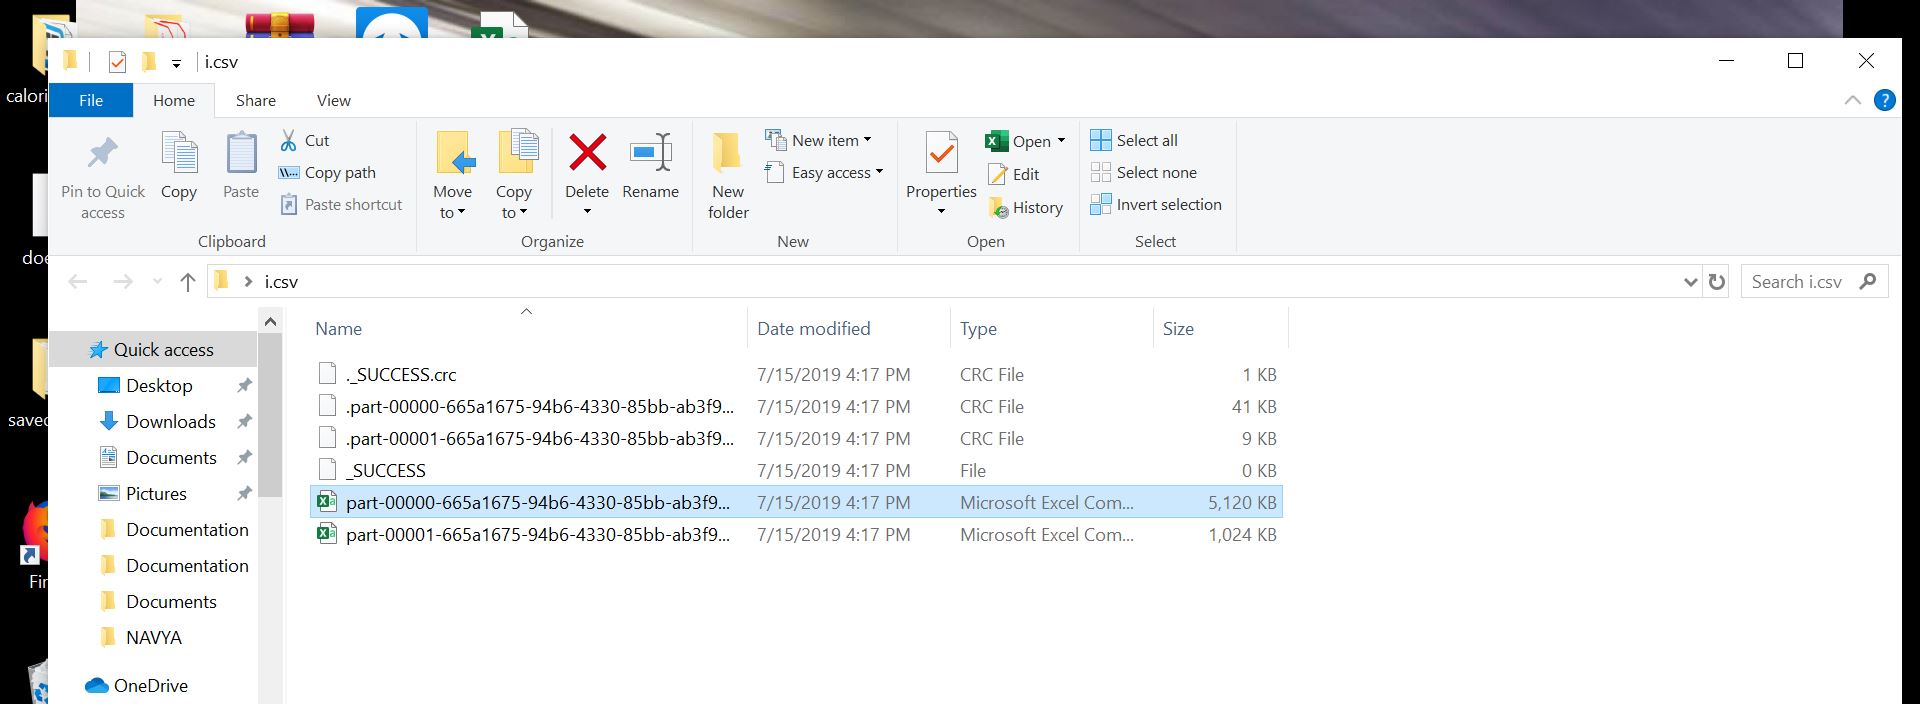 i.csv
File Home Share View
Pin to Quick access
Copy
Paste
Cut
Copy path
Paste shortcut
Clipboard
Move to
Copy to
Delete
Rename
Organize
New folder
New item
Easy access
New
Properties
Open
Edit
History
Open
Select all
Select none
Invert selection
Select
i.csv
Search i.csv
Name Date modified Type Size
._SUCCESS.crc 7/15/2019 4:17 PM CRC File 1 KB
.part-00000-665a1675-94b6-4330-85bb-ab3f9... 7/15/2019 4:17 PM CRC File 41 KB
.part-00001-665a1675-94b6-4330-85bb-ab3f9... 7/15/2019 4:17 PM CRC File 9 KB
_SUCCESS 7/15/2019 4:17 PM File 0 KB
part-00000-665a1675-94b6-4330-85bb-ab3f9... 7/15/2019 4:17 PM Microsoft Excel Com... 5,120 KB
part-00001-665a1675-94b6-4330-85bb-ab3f9... 7/15/2019 4:17 PM Microsoft Excel Com... 1,024 KB
Quick access
Desktop
Downloads
Documents
Pictures
Documentation
Documentation
Documents
NAVYA
OneDrive
calori
doe
saved
Fir